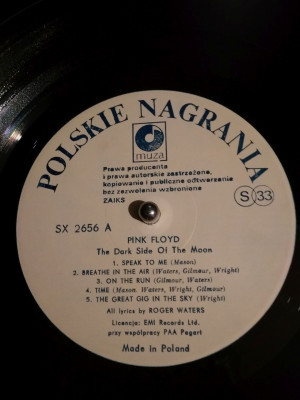 POLSKIE NAGRANIA
muza
Prawa producenta
i prawa autorskie zastrzeżone,
kopiowanie i publiczne odtwarzanie
bez zezwolenia wzbronione
ZAIKS
S 33
SX 2656 A
PINK FLOYD
The Dark Side Of The Moon
1. SPEAK TO ME (Mason)
2. BREATHE IN THE AIR (Waters, Gilmour, Wright)
3. ON THE RUN (Gilmour, Waters)
4. TIME (Mason, Waters, Wright, Gilmour)
5. THE GREAT GIG IN THE SKY (Wright)
All lyrics by ROGER WATERS
Licencja: EMI Records Ltd.
przy współpracy PAA Pagart
Made in Poland